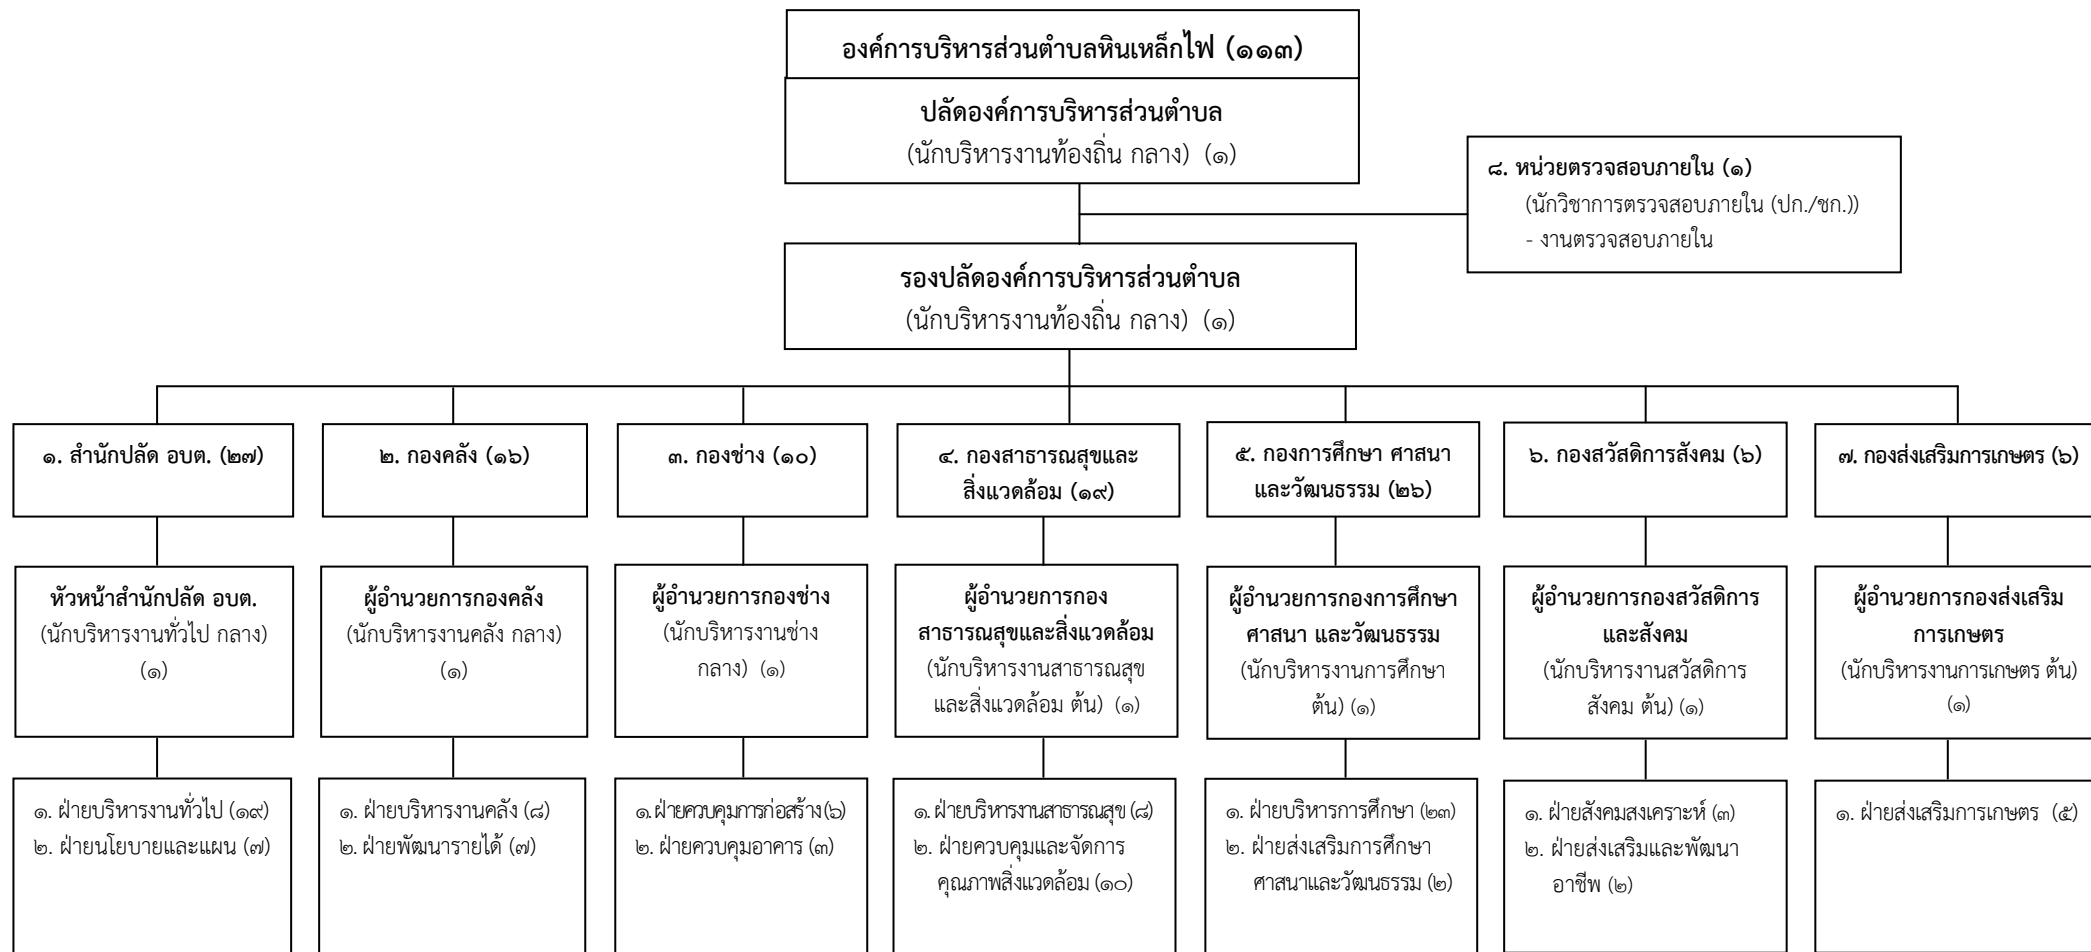 องค์การบริหารส่วนตำบลหินเหล็กไฟ (๑๑๓)
ปลัดองค์การบริหารส่วนตำบล
(นักบริหารงานท้องถิ่น กลาง) (๑)
๘. หน่วยตรวจสอบภายใน (๑)
(นักวิชาการตรวจสอบภายใน (ปก./ชก.))
- งานตรวจสอบภายใน
รองปลัดองค์การบริหารส่วนตำบล
(นักบริหารงานท้องถิ่น กลาง) (๑)
๑. สำนักปลัด อบต. (๒๗)
๒. กองคลัง (๑๖)
๓. กองช่าง (๑๐)
๔. กองสาธารณสุขและ
สิ่งแวดล้อม (๑๙)
๕. กองการศึกษา ศาสนา
และวัฒนธรรม (๒๖)
๖. กองสวัสดิการสังคม (๖)
๗. กองส่งเสริมการเกษตร (๖)
หัวหน้าสำนักปลัด อบต.
(นักบริหารงานทั่วไป กลาง)
(๑)
ผู้อำนวยการกองคลัง
(นักบริหารงานคลัง กลาง)
(๑)
ผู้อำนวยการกองช่าง
(นักบริหารงานช่าง
กลาง) (๑)
ผู้อำนวยการกอง
สาธารณสุขและสิ่งแวดล้อม
(นักบริหารงานสาธารณสุข
และสิ่งแวดล้อม ต้น) (๑)
ผู้อำนวยการกองการศึกษา
ศาสนา และวัฒนธรรม
(นักบริหารงานการศึกษา
ต้น) (๑)
ผู้อำนวยการกองสวัสดิการ
และสังคม
(นักบริหารงานสวัสดิการ
สังคม ต้น) (๑)
ผู้อำนวยการกองส่งเสริม
การเกษตร
(นักบริหารงานการเกษตร ต้น)
(๑)
๑. ฝ่ายบริหารงานทั่วไป (๑๙)
๒. ฝ่ายนโยบายและแผน (๗)
๑. ฝ่ายบริหารงานคลัง (๘)
๒. ฝ่ายพัฒนารายได้ (๗)
๑. ฝ่ายควบคุมการก่อสร้าง (๖)
๒. ฝ่ายควบคุมอาคาร (๓)
๑. ฝ่ายบริหารงานสาธารณสุข (๘)
๒. ฝ่ายควบคุมและจัดการ
คุณภาพสิ่งแวดล้อม (๑๐)
๑. ฝ่ายบริหารการศึกษา (๒๓)
๒. ฝ่ายส่งเสริมการศึกษา
ศาสนาและวัฒนธรรม (๒)
๑. ฝ่ายสังคมสงเคราะห์ (๓)
๒. ฝ่ายส่งเสริมและพัฒนา
อาชีพ (๒)
๑. ฝ่ายส่งเสริมการเกษตร (๕)